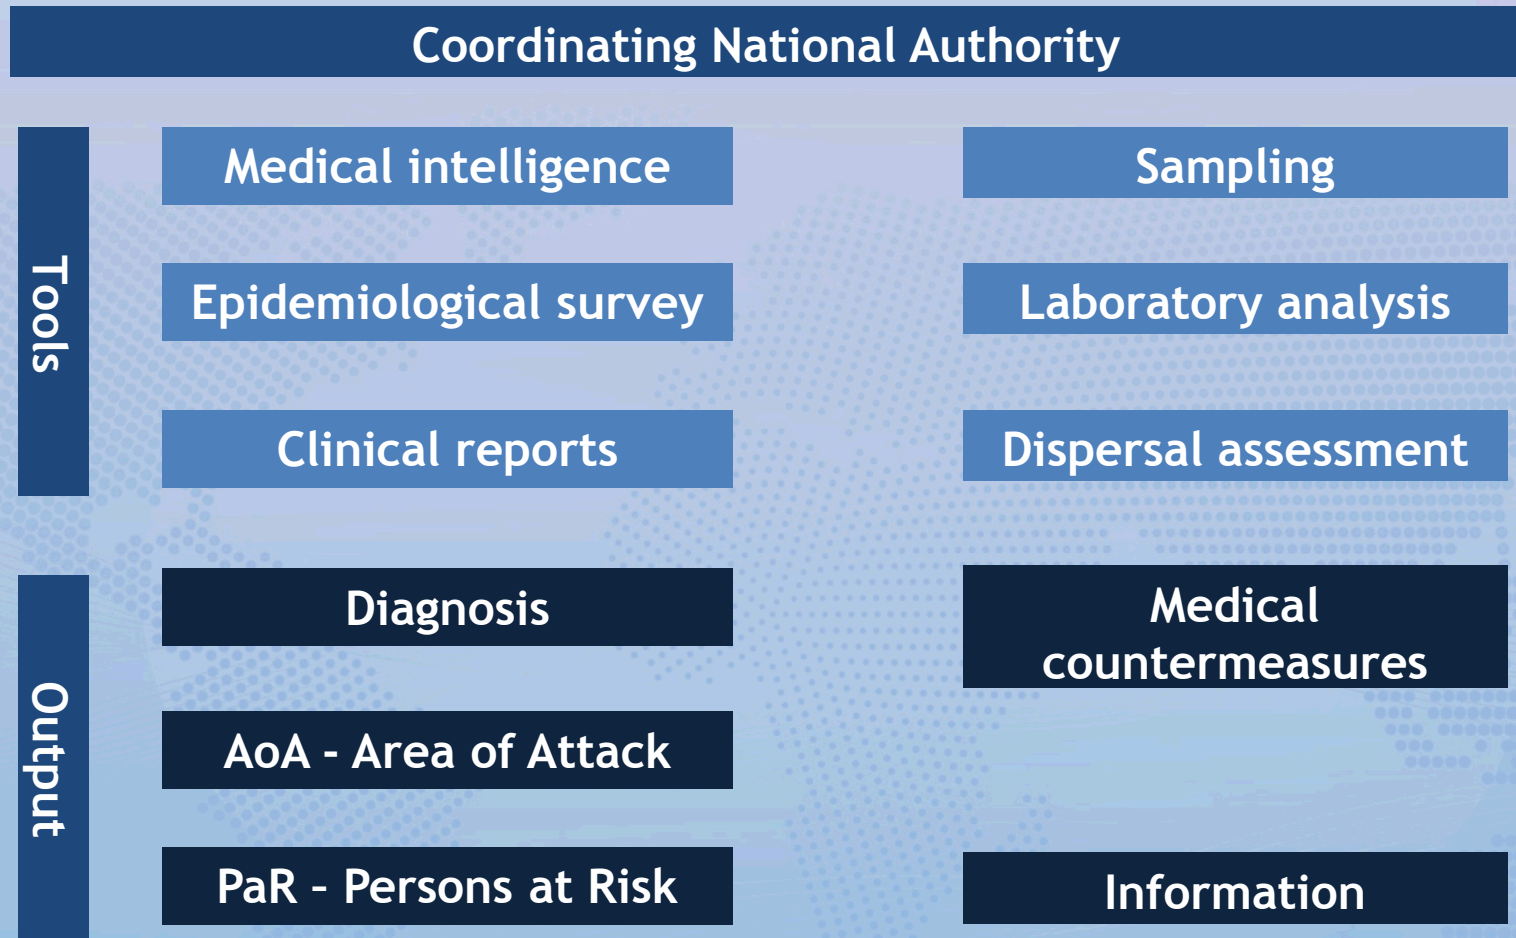 Coordinating National Authority
Tools
Medical intelligence
Sampling
Epidemiological survey
Laboratory analysis
Clinical reports
Dispersal assessment
Output
Diagnosis
Medical
countermeasures
AoA - Area of Attack
PaR – Persons at Risk
Information